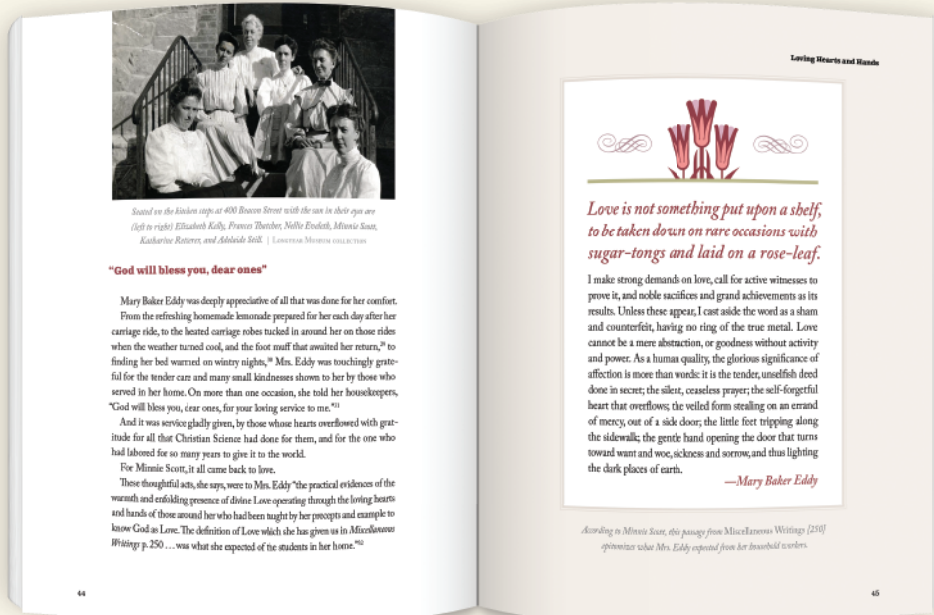 Seated on the kitchen steps at 400 Beacon Street with the sun in their eyes are
(left to right) Elizabeth Kelly, Frances Thatcher, Nellie Eveleth, Minnie Scott,
Katharine Retterer, and Adelaide Still. | LONGYEAR MUSEUM COLLECTION
“God will bless you, dear ones”
Mary Baker Eddy was deeply appreciative of all that was done for her comfort.
From the refreshing homemade lemonade prepared for her each day after her
carriage ride, to the heated carriage robes tucked in around her on those rides
when the weather turned cool, and the foot muff that awaited her return,²⁹ to
finding her bed warmed on wintry nights,³⁰ Mrs. Eddy was touchingly grate-
ful for the tender care and many small kindnesses shown to her by those who
served in her home. On more than one occasion, she told her housekeepers,
“God will bless you, dear ones, for your loving service to me.”³¹
And it was service gladly given, by those whose hearts overflowed with grat-
itude for all that Christian Science had done for them, and for the one who
had labored for so many years to give it to the world.
For Minnie Scott, it all came back to love.
These thoughtful acts, she says, were to Mrs. Eddy “the practical evidences of the
warmth and enfolding presence of divine Love operating through the loving hearts
and hands of those around her who had been taught by her precepts and example to
know God as Love. The definition of Love which she has given us in Miscellaneous
Writings p. 250 ... was what she expected of the students in her home.”³²
44
Loving Hearts and Hands
Love is not something put upon a shelf,
to be taken down on rare occasions with
sugar-tongs and laid on a rose-leaf.
I make strong demands on love, call for active witnesses to
prove it, and noble sacrifices and grand achievements as its
results. Unless these appear, I cast aside the word as a sham
and counterfeit, having no ring of the true metal. Love
cannot be a mere abstraction, or goodness without activity
and power. As a human quality, the glorious significance of
affection is more than words: it is the tender, unselfish deed
done in secret; the silent, ceaseless prayer; the self-forgetful
heart that overflows; the veiled form stealing on an errand
of mercy, out of a side door; the little feet tripping along
the sidewalk; the gentle hand opening the door that turns
toward want and woe, sickness and sorrow, and thus lighting
the dark places of earth.
—Mary Baker Eddy
According to Minnie Scott, this passage from Miscellaneous Writings [250]
epitomizes what Mrs. Eddy expected from her household workers.
45